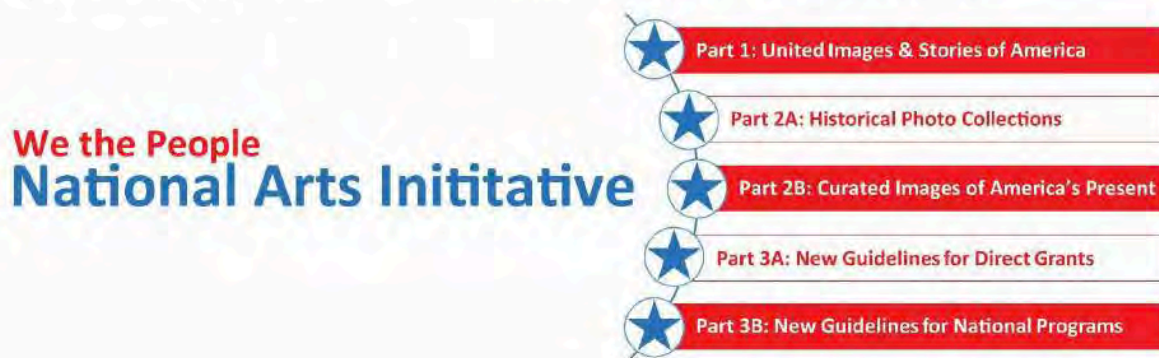 We the People
National Arts Inititative
Part 1: United Images & Stories of America
Part 2A: Historical Photo Collections
Part 2B: Curated Images of America's Present
Part 3A: New Guidelines for Direct Grants
Part 3B: New Guidelines for National Programs